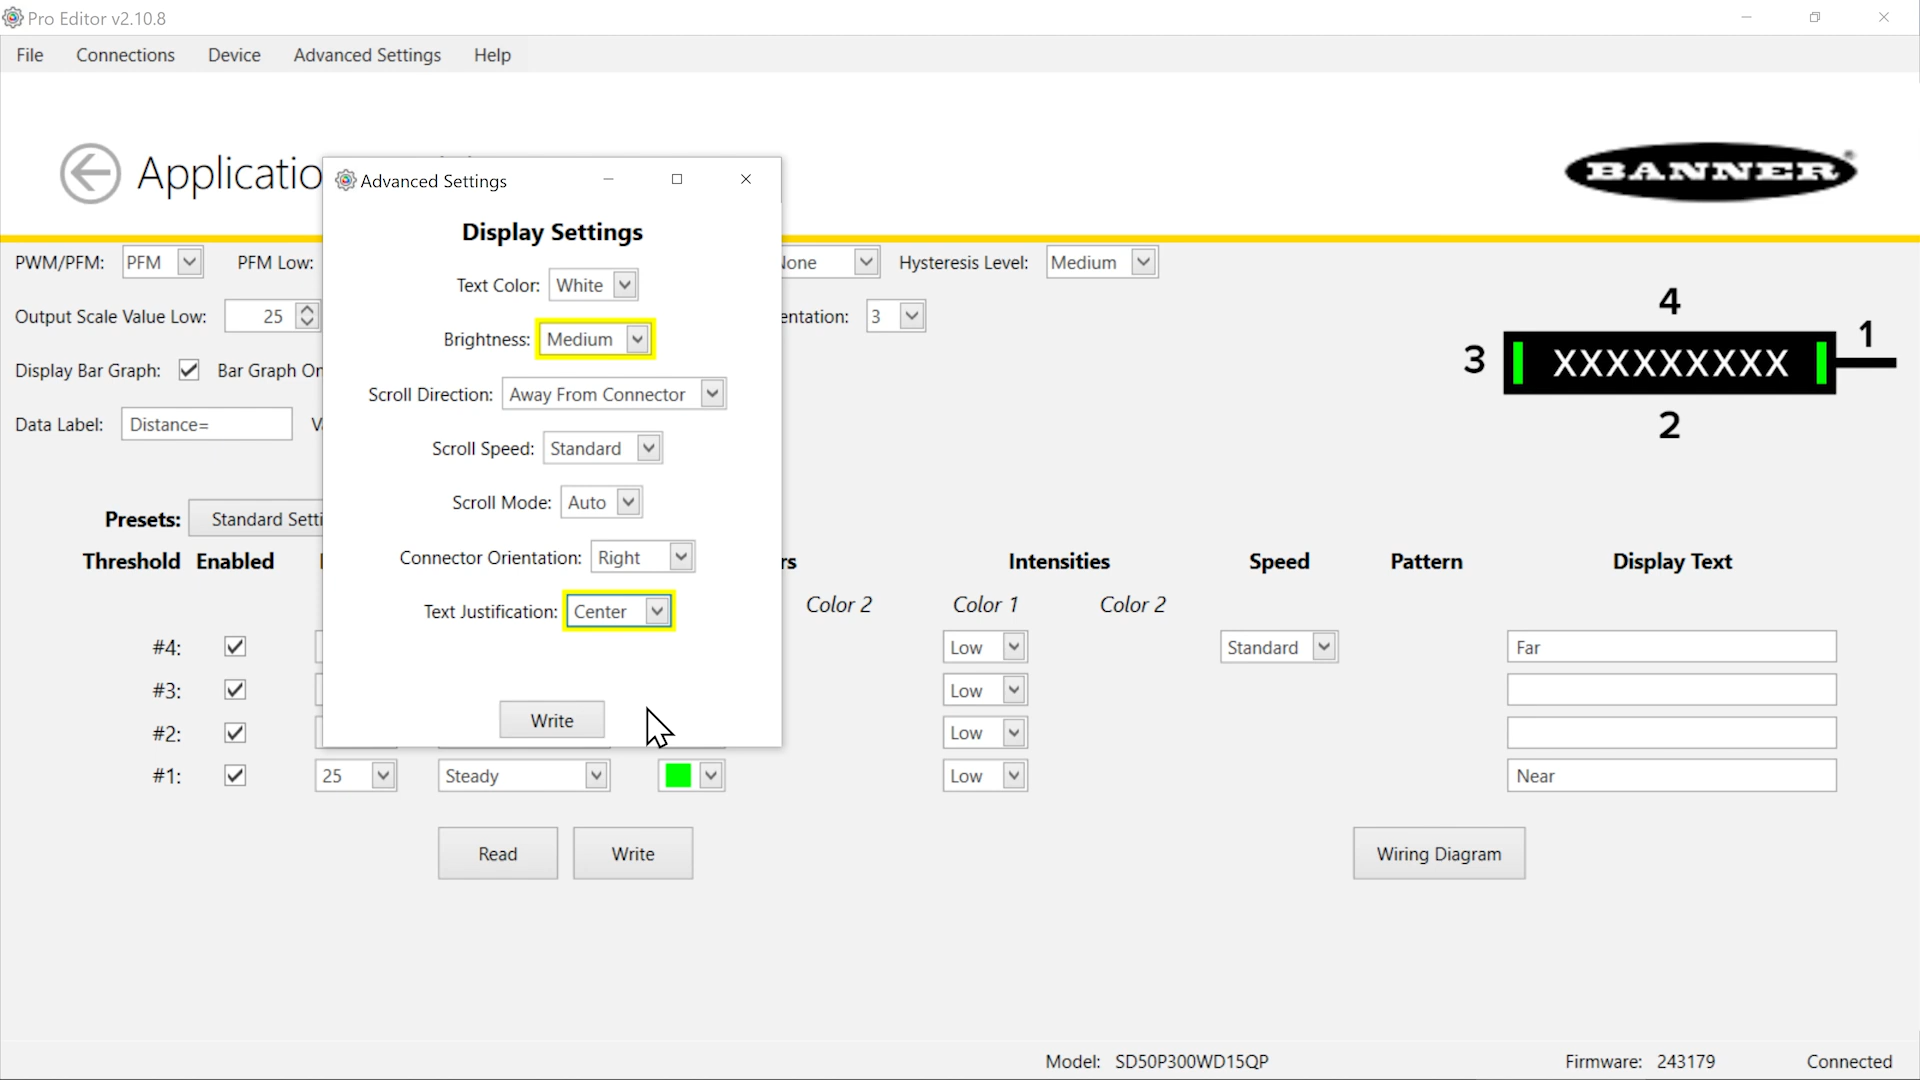 Pro Editor v2.10.8
File Connections Device Advanced Settings Help
Applicatio
BANNER
Advanced Settings
Display Settings
Text Color: White
Brightness: Medium
Scroll Direction: Away From Connector
Scroll Speed: Standard
Scroll Mode: Auto
Connector Orientation: Right
Text Justification: Center
Write
PWM/PFM: PFM PFM Low: Hysteresis Level: Medium
Output Scale Value Low: 25 entation: 3
Display Bar Graph: Bar Graph Or
Data Label: Distance=
4
3 XXXXXXXXX 1
2
Presets: Standard Setti
Threshold Enabled Intensities Speed Pattern Display Text
Color 2 Color 1 Color 2
#4: Low Standard Far
#3: Low
#2: Low
#1: 25 Steady Low Near
Read Write Wiring Diagram
Model: SD50P300WD15QP Firmware: 243179 Connected